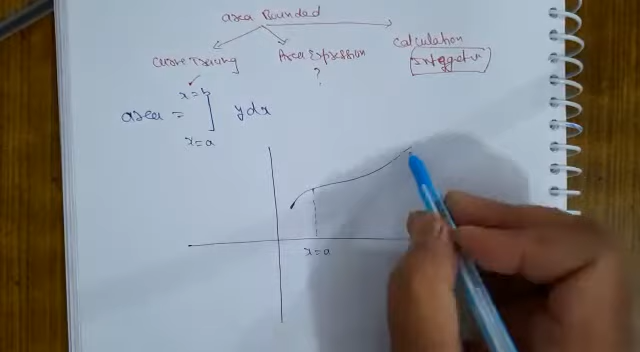 area Bounded
Curve Tracing
Area Expression
?
calculation
Integration
area = ∫ y dx
x=b
x=a
x=a